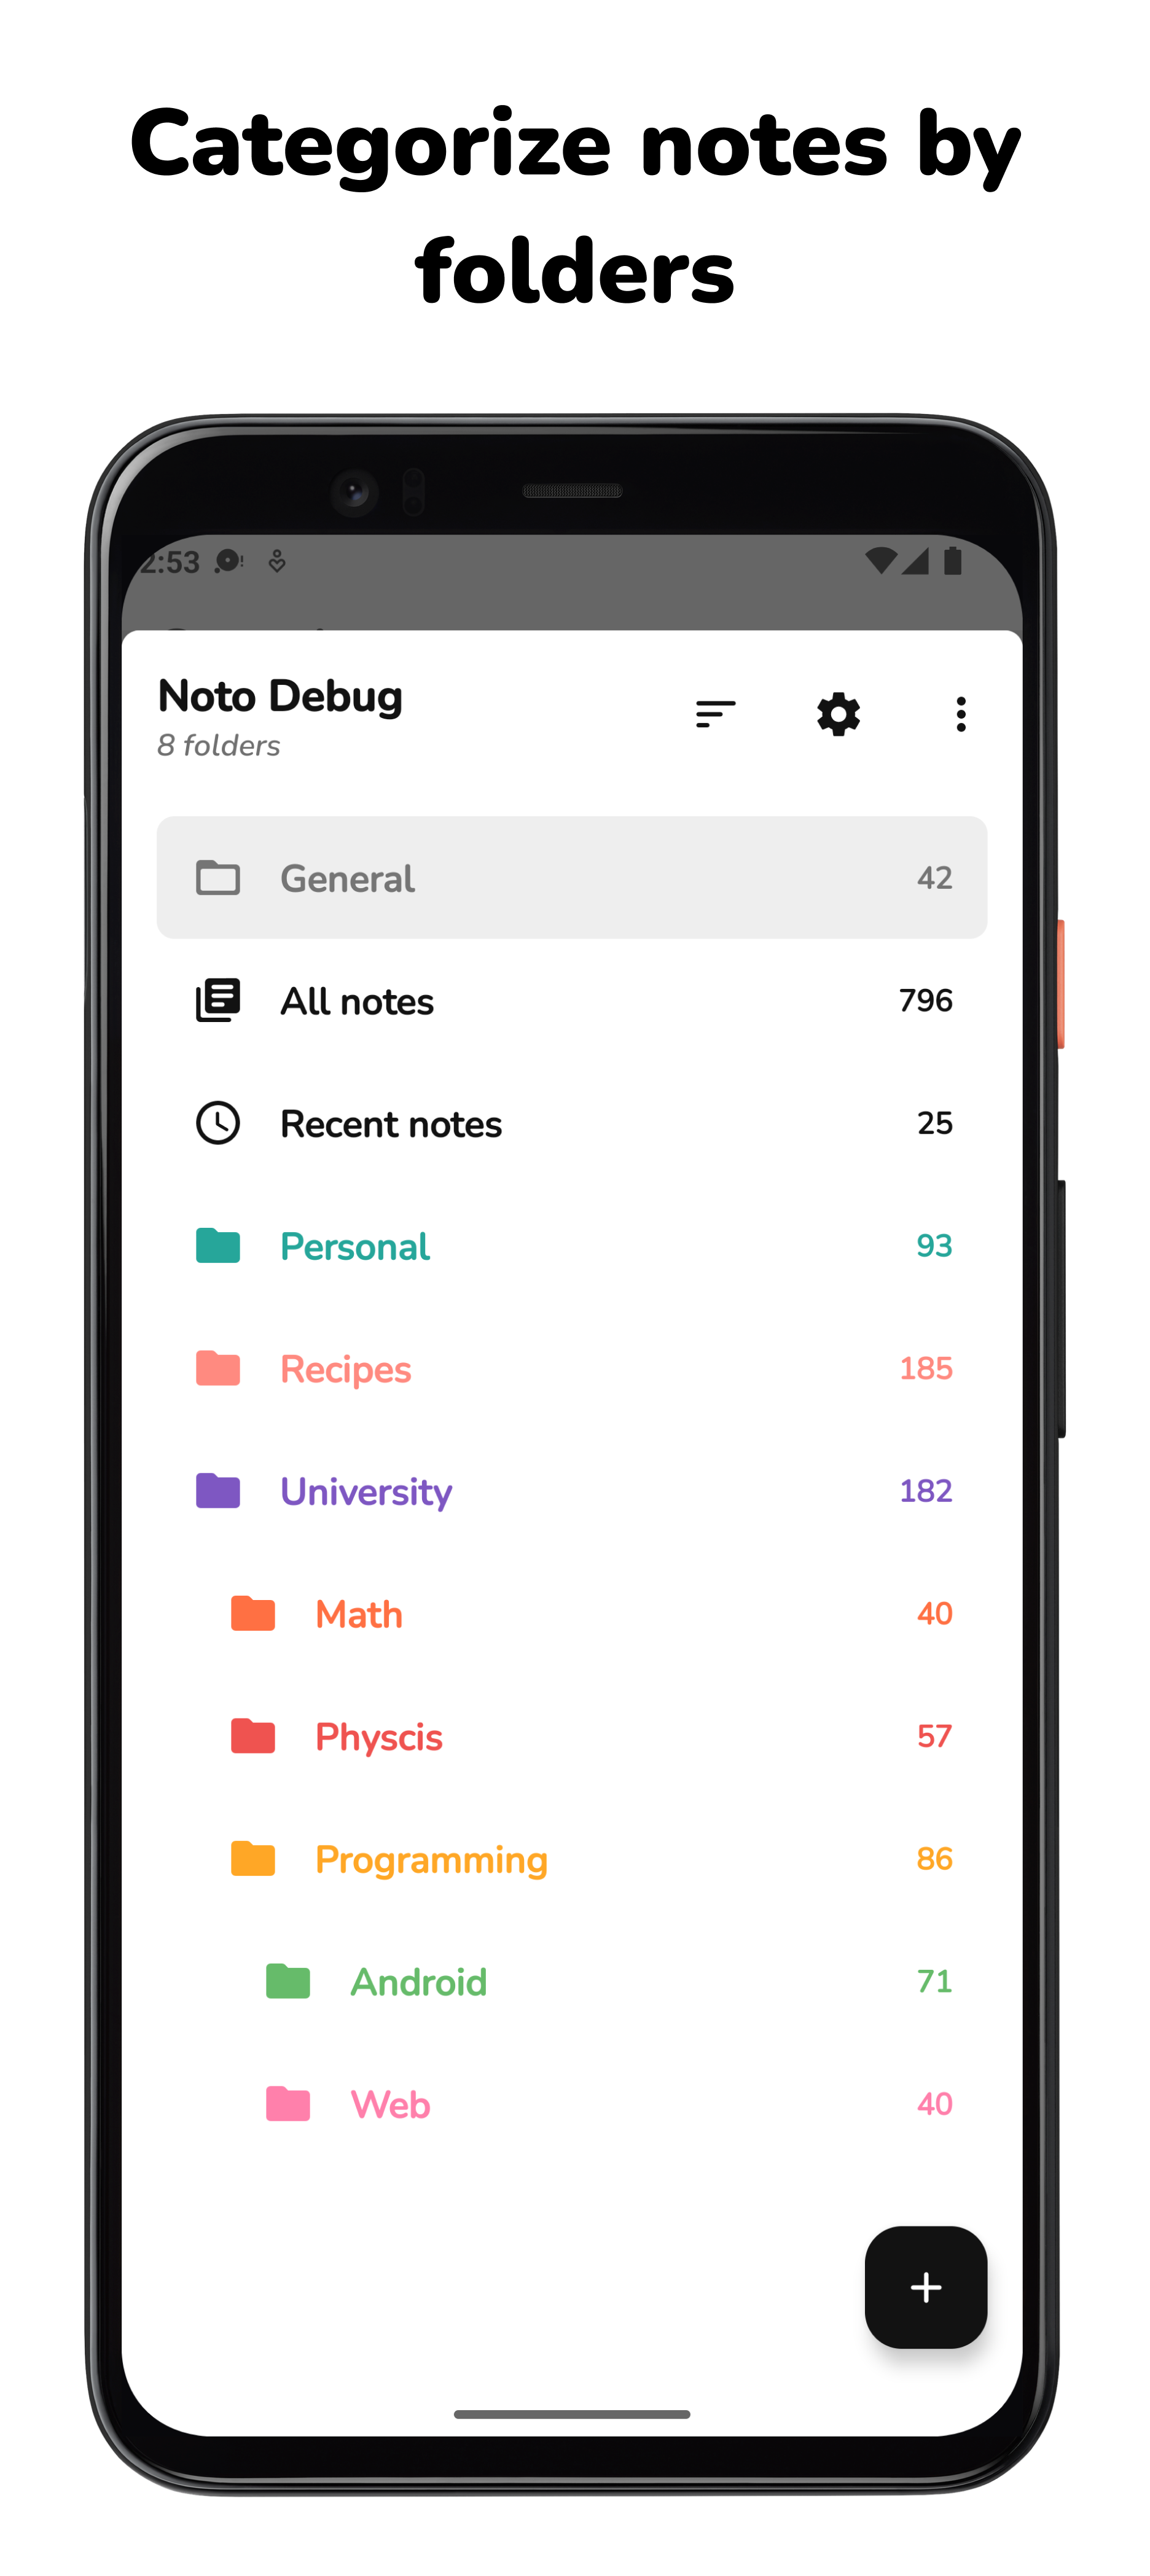 Categorize notes by
folders
2:53
Noto Debug
8 folders
General 42
All notes 796
Recent notes 25
Personal 93
Recipes 185
University 182
Math 40
Physcis 57
Programming 86
Android 71
Web 40